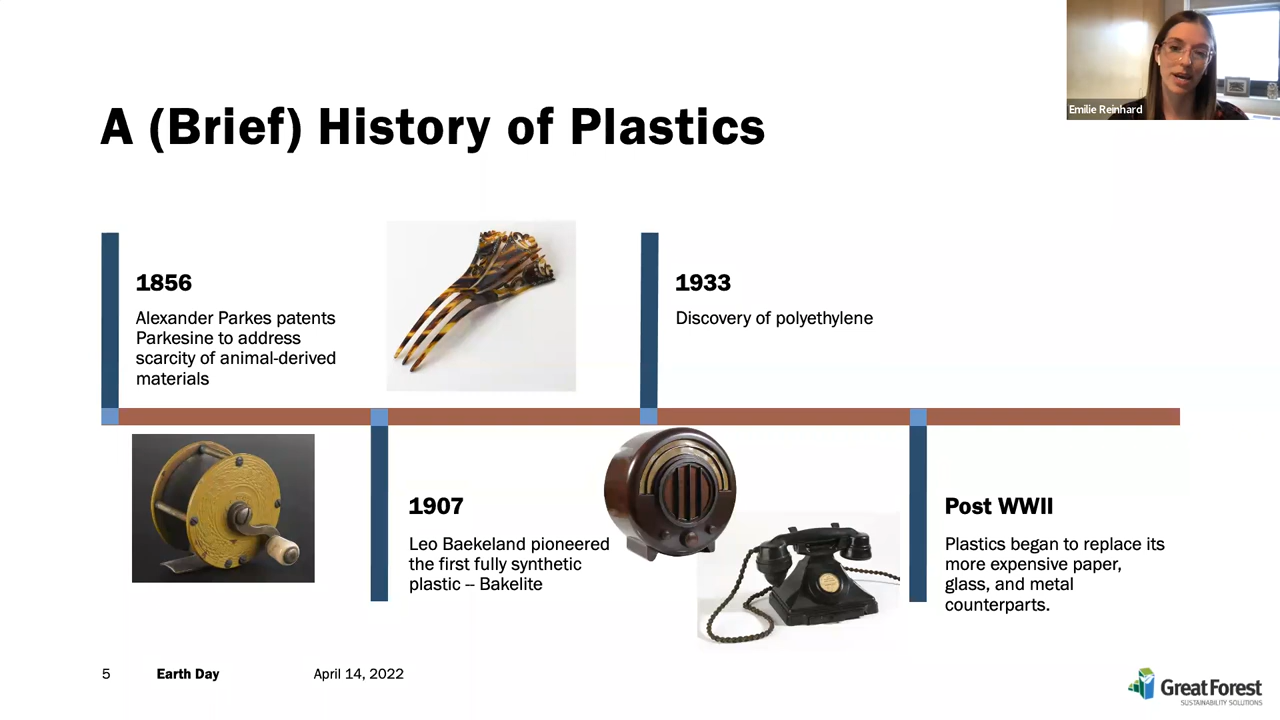 Emilie Reinhard
A (Brief) History of Plastics
1856
Alexander Parkes patents
Parkesine to address
scarcity of animal-derived
materials
1933
Discovery of polyethylene
1907
Leo Baekeland pioneered
the first fully synthetic
plastic -- Bakelite
Post WWII
Plastics began to replace its
more expensive paper,
glass, and metal
counterparts.
5 Earth Day April 14, 2022
GreatForest
SUSTAINABILITY SOLUTIONS